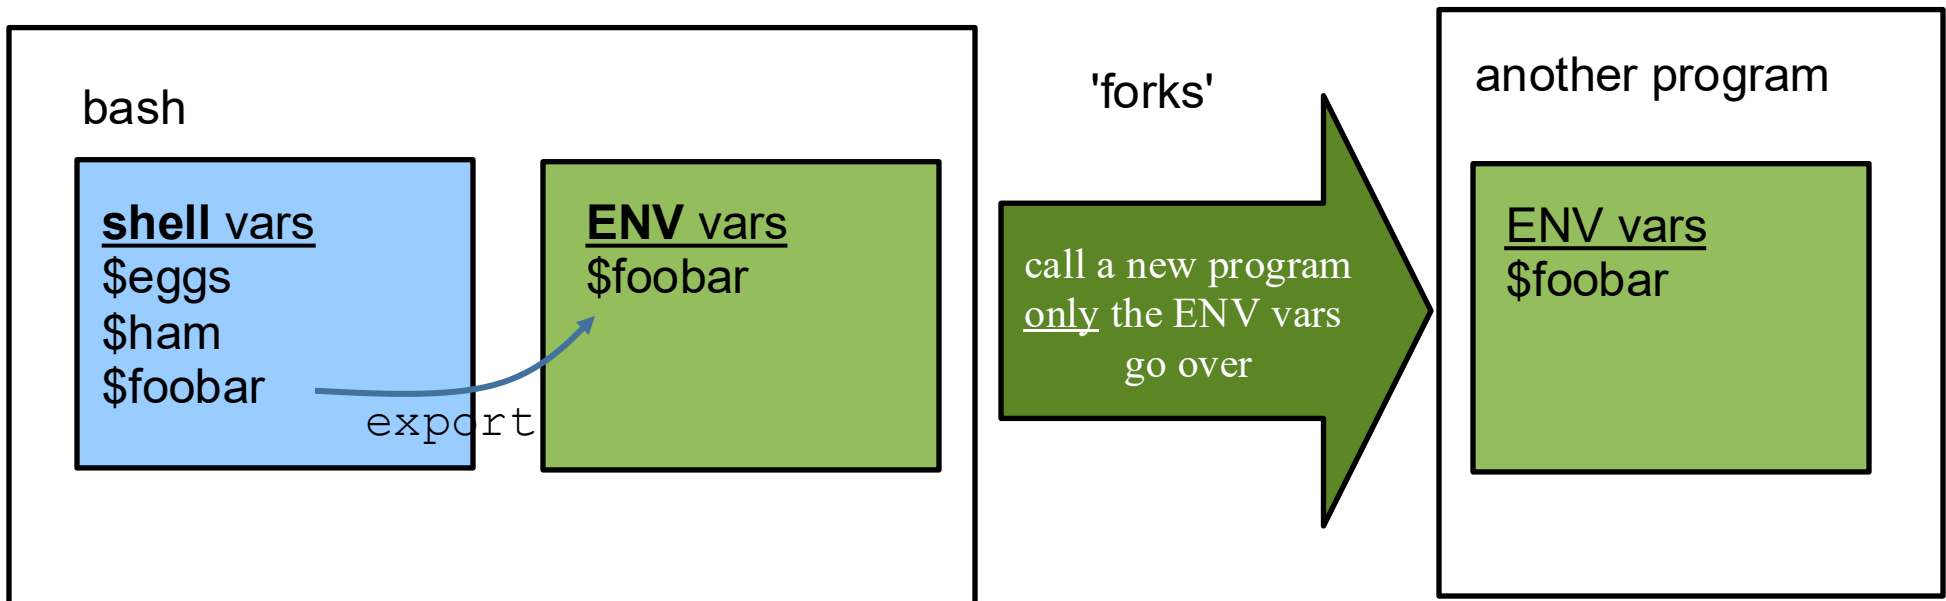 bash
shell vars
$eggs
$ham
$foobar
export
ENV vars
$foobar
'forks'
call a new program
only the ENV vars
go over
another program
ENV vars
$foobar